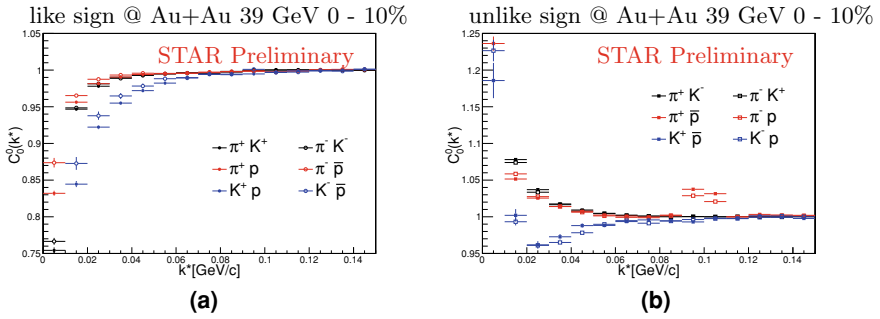 like sign @ Au+Au 39 GeV 0 - 10%
STAR Preliminary
1.05
1
0.95
0.9
0.85
0.8
0.75
C₀⁰(k*)
π⁺ K⁺
π⁻ K⁻
π⁺ p
π⁻ p̅
K⁺ p
K⁻ p̅
0
0.02
0.04
0.06
0.08
0.1
0.12
0.14
k*[GeV/c]
(a)
unlike sign @ Au+Au 39 GeV 0 - 10%
STAR Preliminary
1.25
1.20
1.15
1.10
1.05
1.00
0.95
C₀⁰(k*)
π⁺ K⁻
π⁻ K⁺
π⁺ p̅
π⁻ p
K⁺ p̅
K⁻ p
0
0.02
0.04
0.06
0.08
0.1
0.12
0.14
k*[GeV/c]
(b)